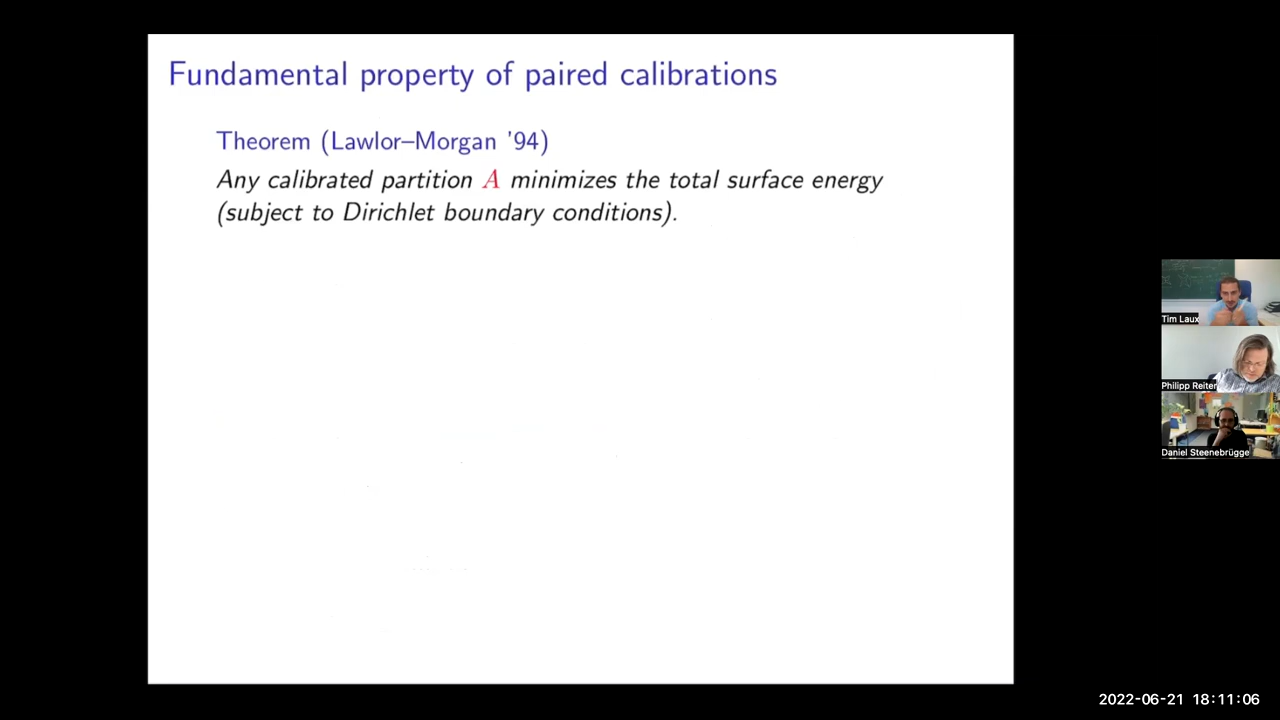 Fundamental property of paired calibrations
Theorem (Lawlor–Morgan '94)
Any calibrated partition A minimizes the total surface energy
(subject to Dirichlet boundary conditions).
Tim Laux
Philipp Reiter
Daniel Steenebrügge
2022-06-21 18:11:06